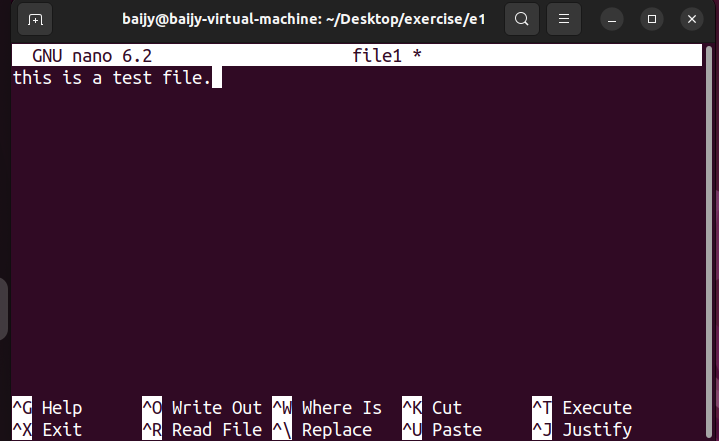 baijy@baijy-virtual-machine: ~/Desktop/exercise/e1
GNU nano 6.2 file1 *
this is a test file.
^G Help ^O Write Out ^W Where Is ^K Cut ^T Execute
^X Exit ^R Read File ^\ Replace ^U Paste ^J Justify